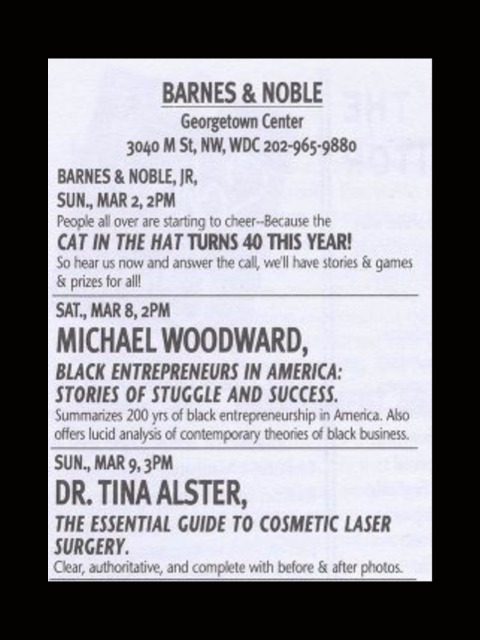 BARNES & NOBLE
Georgetown Center
3040 M St, NW, WDC 202-965-9880
BARNES & NOBLE, JR,
SUN., MAR 2, 2PM
People all over are starting to cheer--Because the
CAT IN THE HAT TURNS 40 THIS YEAR!
So hear us now and answer the call, we'll have stories & games
& prizes for all!
SAT., MAR 8, 2PM
MICHAEL WOODWARD,
BLACK ENTREPRENEURS IN AMERICA:
STORIES OF STUGGLE AND SUCCESS.
Summarizes 200 yrs of black entrepreneurship in America. Also
offers lucid analysis of contemporary theories of black business.
SUN., MAR 9, 3PM
DR. TINA ALSTER,
THE ESSENTIAL GUIDE TO COSMETIC LASER
SURGERY.
Clear, authoritative, and complete with before & after photos.